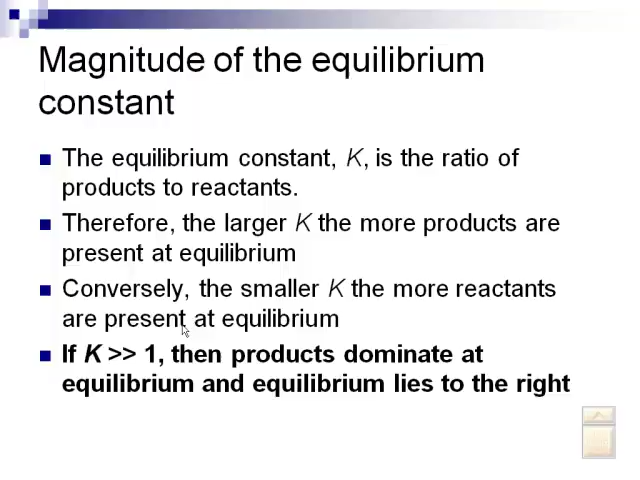 Magnitude of the equilibrium
constant
The equilibrium constant, K, is the ratio of
products to reactants.
Therefore, the larger K the more products are
present at equilibrium
Conversely, the smaller K the more reactants
are present at equilibrium
If K >> 1, then products dominate at
equilibrium and equilibrium lies to the right